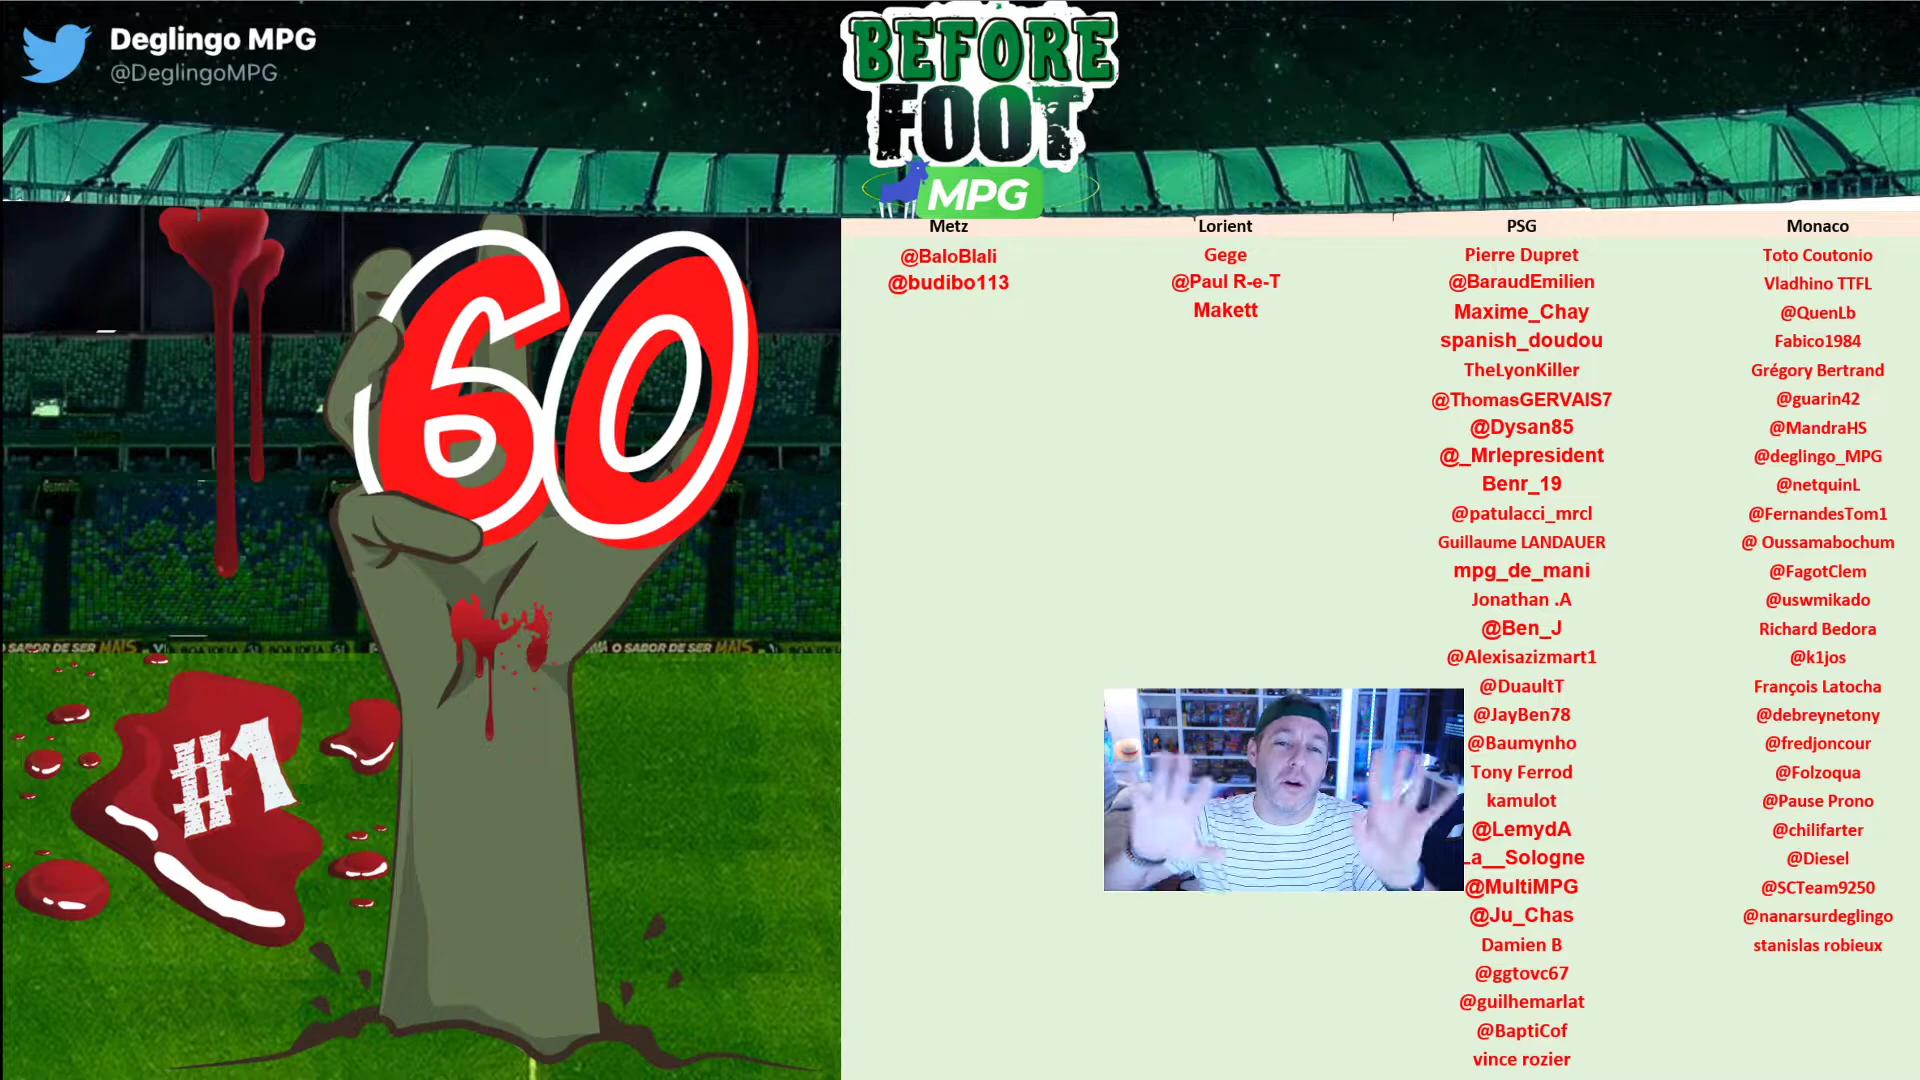 Deglingo MPG
@DeglingoMPG
BEFORE
FOOT
MPG
60
#1
O SABOR DE SER MAIS
MA O SABOR DE SER MAIS
Metz
@BaloBlali
@budibo113
Lorient
Gege
@Paul R-e-T
Makett
PSG
Pierre Dupret
@BaraudEmilien
Maxime_Chay
spanish_doudou
TheLyonKiller
@ThomasGERVAIS7
@Dysan85
@_Mrlepresident
Benr_19
@patulacci_mrcl
Guillaume LANDAUER
mpg_de_mani
Jonathan .A
@Ben_J
@Alexisazizmart1
@DuaultT
@JayBen78
@Baumynho
Tony Ferrod
kamulot
@LemydA
La__Sologne
@MultiMPG
@Ju_Chas
Damien B
@ggtovc67
@guilhemarlat
@BaptiCof
vince rozier
Monaco
Toto Coutonio
Vladhino TTFL
@QuenLb
Fabico1984
Grégory Bertrand
@guarin42
@MandraHS
@deglingo_MPG
@netquinL
@FernandesTom1
@ Oussamabochum
@FagotClem
@uswmikado
Richard Bedora
@k1jos
François Latocha
@debreynetony
@fredjoncour
@Folzoqua
@Pause Prono
@chilifarter
@Diesel
@SCTeam9250
@nanarsurdeglingo
stanislas robieux